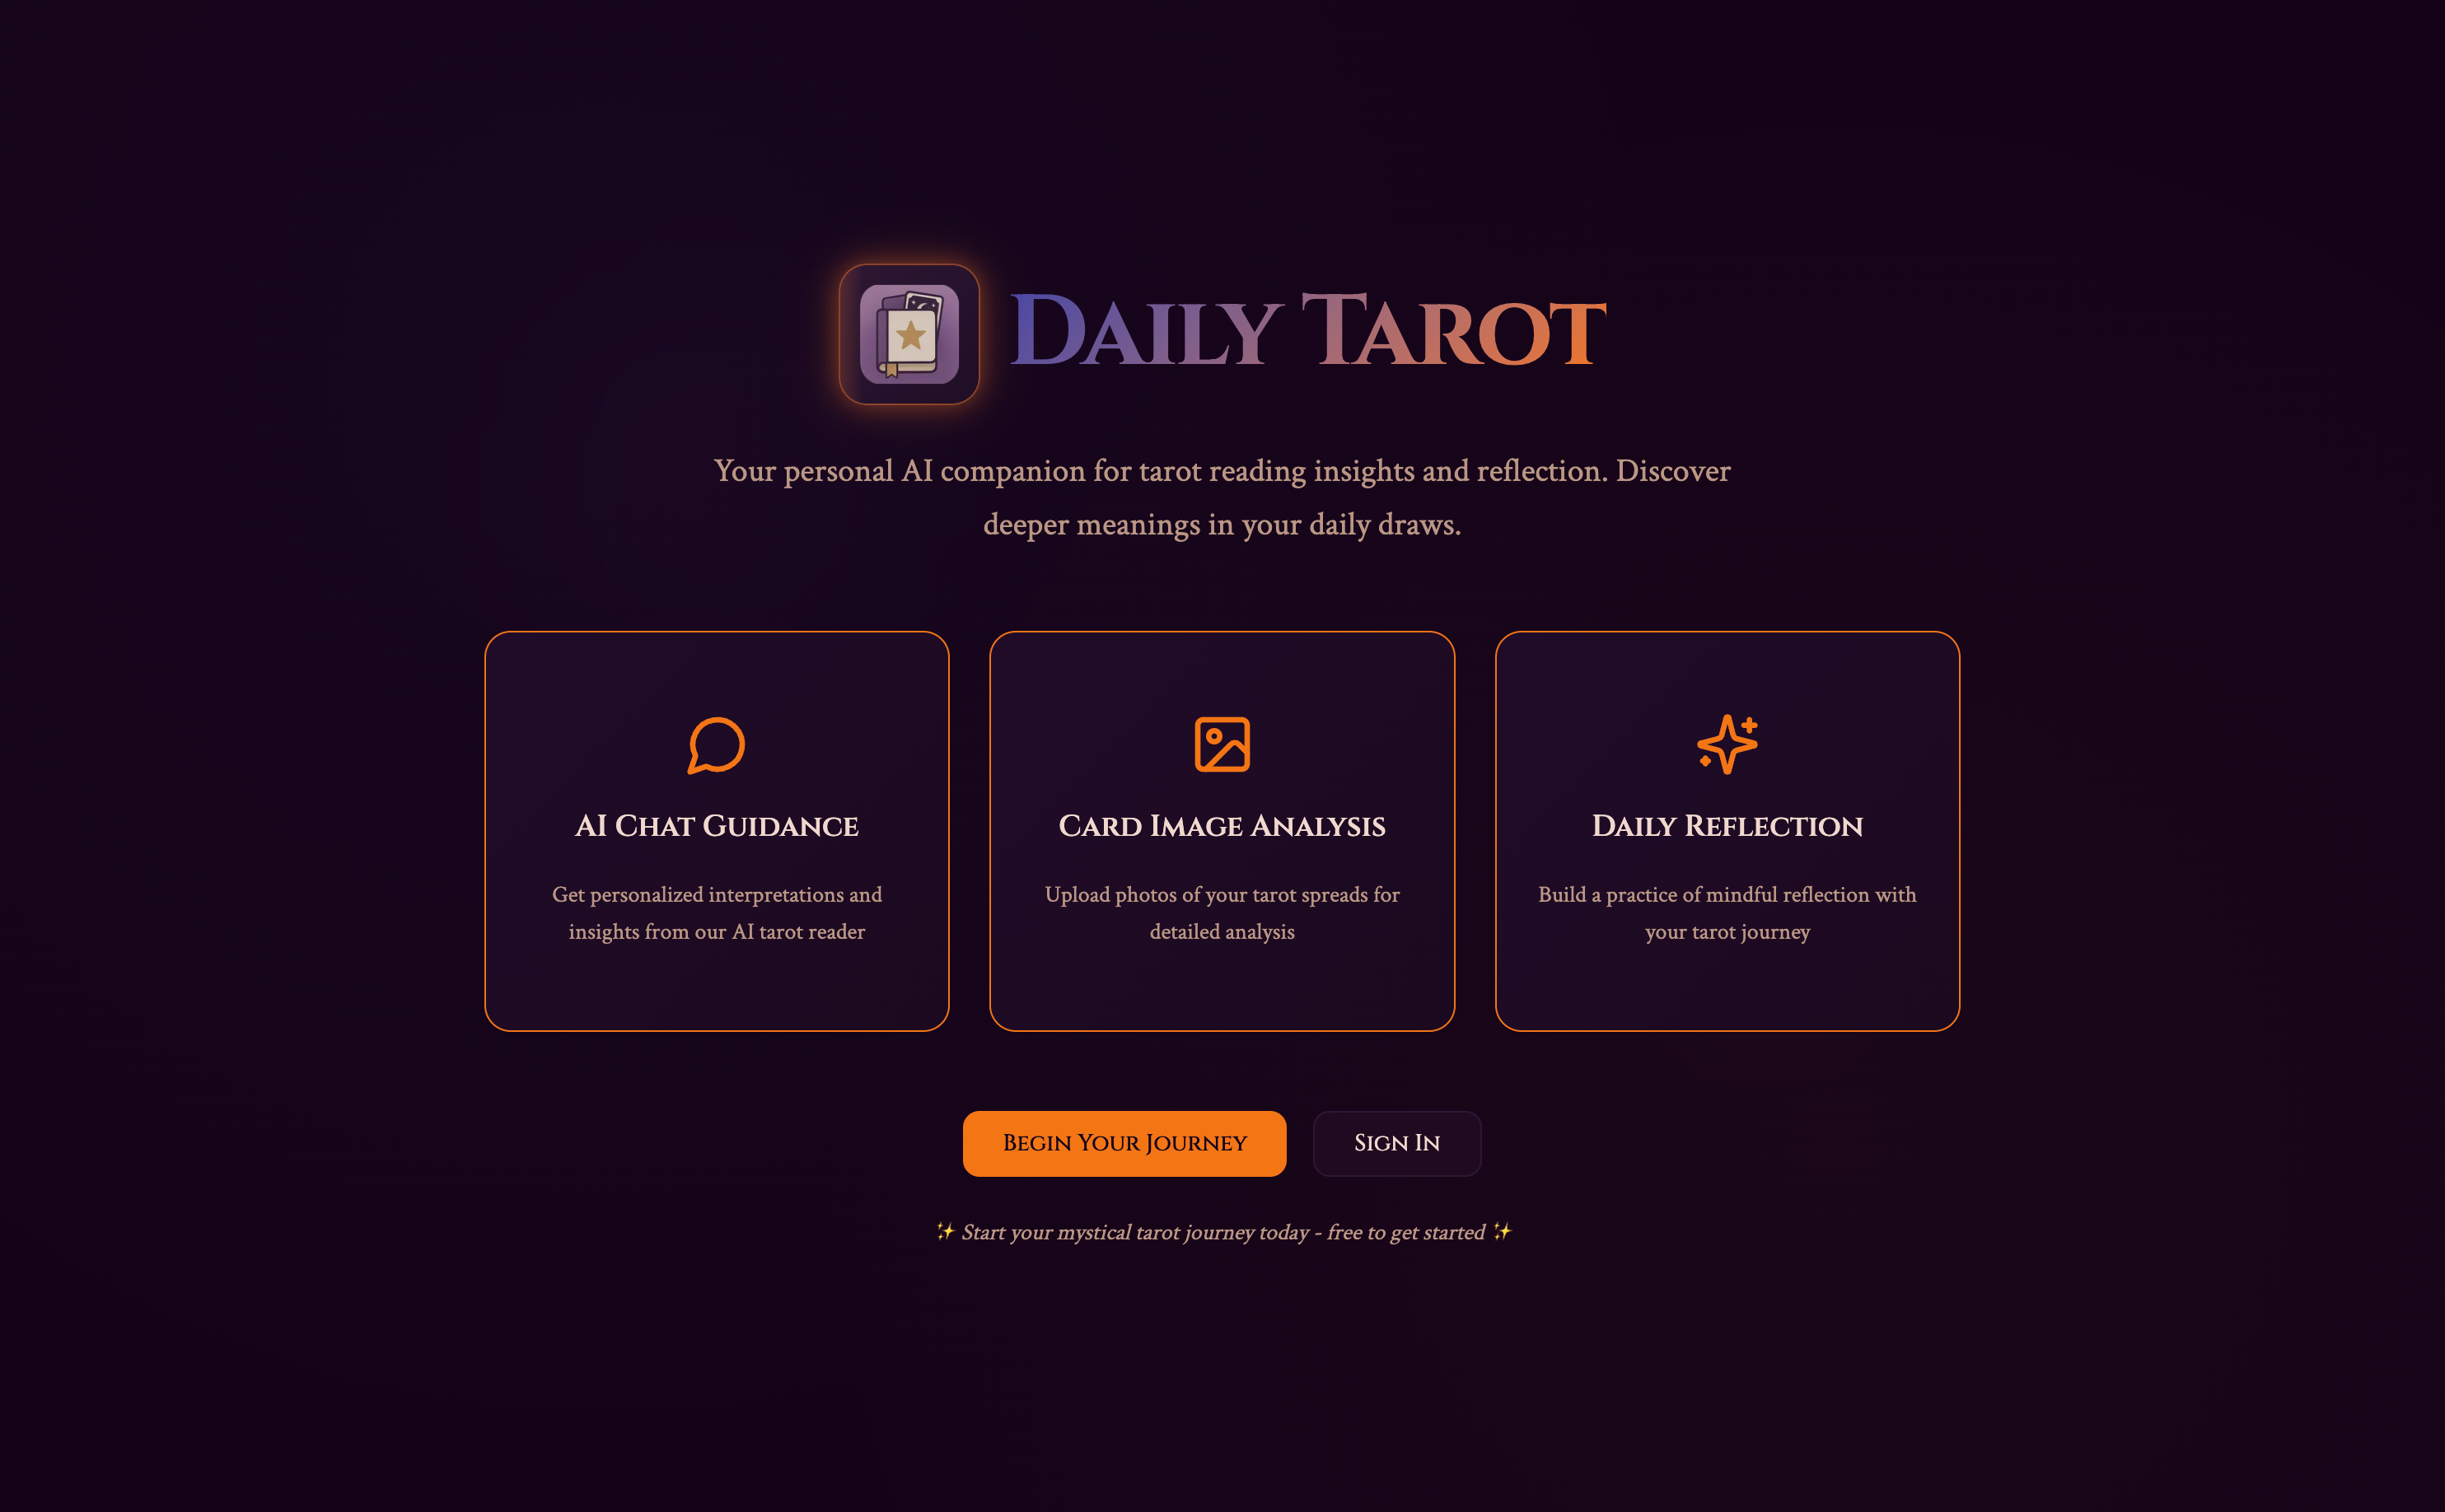 Daily Tarot
Your personal AI companion for tarot reading insights and reflection. Discover
deeper meanings in your daily draws.
AI Chat Guidance
Get personalized interpretations and
insights from our AI tarot reader
Card Image Analysis
Upload photos of your tarot spreads for
detailed analysis
Daily Reflection
Build a practice of mindful reflection with
your tarot journey
Begin Your Journey
Sign In
✨ Start your mystical tarot journey today - free to get started ✨